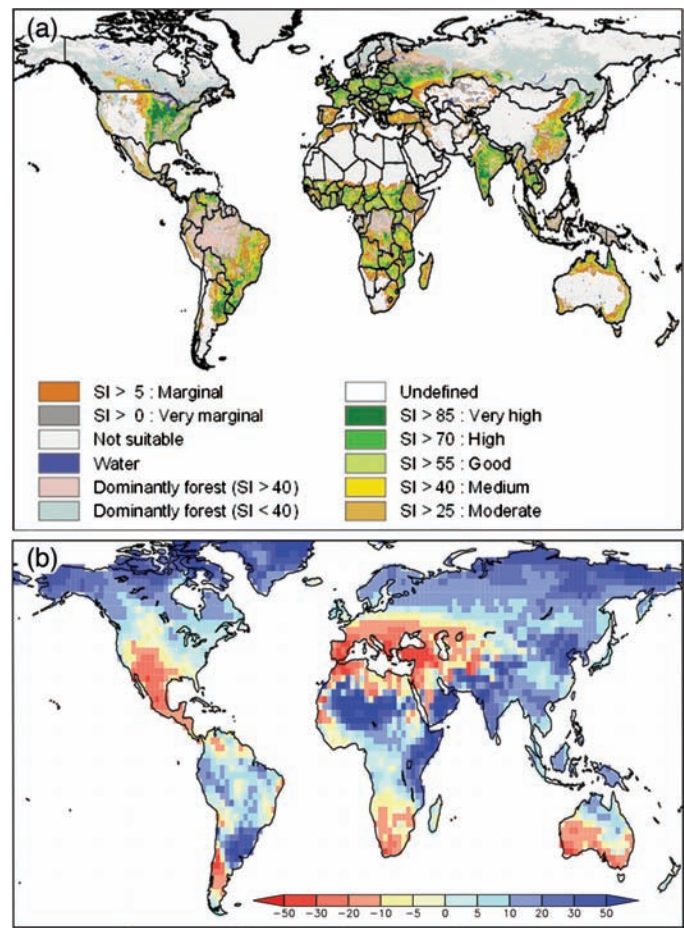 (a)
SI > 5 : Marginal
SI > 0 : Very marginal
Not suitable
Water
Dominantly forest (SI > 40)
Dominantly forest (SI < 40)
Undefined
SI > 85 : Very high
SI > 70 : High
SI > 55 : Good
SI > 40 : Medium
SI > 25 : Moderate
(b)
-50 -30 -20 -10 -5 0 5 10 20 30 50